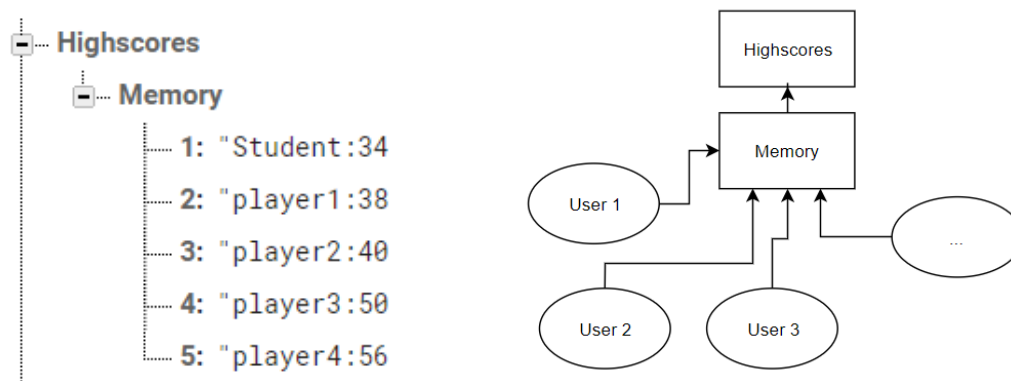 Highscores
Memory
1: "Student:34
2: "player1:38
3: "player2:40
4: "player3:50
5: "player4:56
Highscores
Memory
User 1
...
User 2
User 3